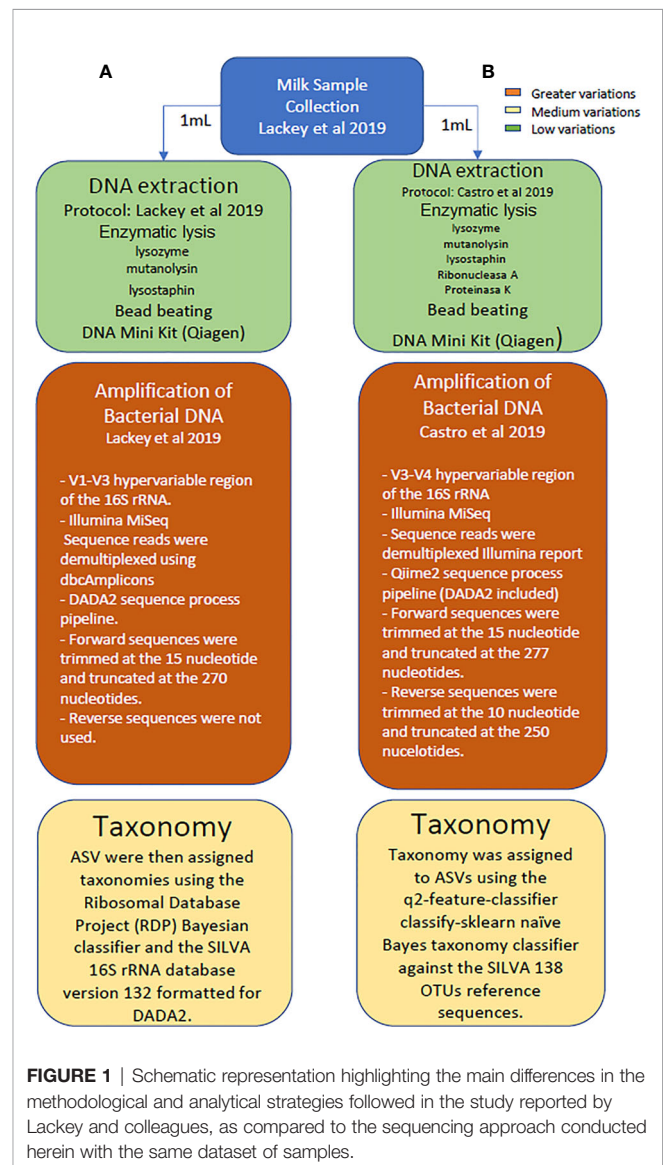 A
B
Milk Sample
Collection
Lackey et al 2019
Greater variations
Medium variations
Low variations
1mL
1mL
DNA extraction
Protocol: Lackey et al 2019
Enzymatic lysis
lysozyme
mutanolysin
lysostaphin
Bead beating
DNA Mini Kit (Qiagen)
DNA extraction
Protocol: Castro et al 2019
Enzymatic lysis
lysozyme
mutanolysin
lysostaphin
Ribonucleasa A
Proteinasa K
Bead beating
DNA Mini Kit (Qiagen)
Amplification of
Bacterial DNA
Lackey et al 2019
- V1-V3 hypervariable region
of the 16S rRNA.
- Illumina MiSeq
Sequence reads were
demultiplexed using
dbcAmplicons
- DADA2 sequence process
pipeline.
- Forward sequences were
trimmed at the 15 nucleotide
and truncated at the 270
nucleotides.
- Reverse sequences were not
used.
Amplification of
Bacterial DNA
Castro et al 2019
- V3-V4 hypervariable region
of the 16S rRNA
- Illumina MiSeq
- Sequence reads were
demultiplexed Illumina report
- Qiime2 sequence process
pipeline (DADA2 included)
- Forward sequences were
trimmed at the 15 nucleotide
and truncated at the 277
nucleotides.
- Reverse sequences were
trimmed at the 10 nucleotide
and truncated at the 250
nucelotides.
Taxonomy
ASV were then assigned
taxonomies using the
Ribosomal Database
Project (RDP) Bayesian
classifier and the SILVA
16S rRNA database
version 132 formatted for
DADA2.
Taxonomy
Taxonomy was assigned
to ASVs using the
q2-feature-classifier
classify-sklearn naïve
Bayes taxonomy classifier
against the SILVA 138
OTUs reference
sequences.
FIGURE 1 | Schematic representation highlighting the main differences in the
methodological and analytical strategies followed in the study reported by
Lackey and colleagues, as compared to the sequencing approach conducted
herein with the same dataset of samples.